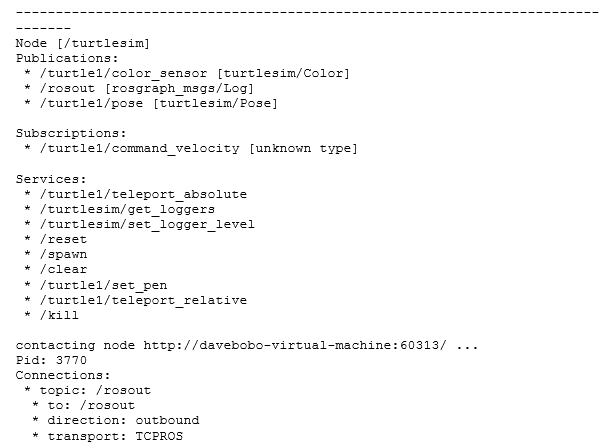 --------------------------------------------------------------------------
-------
Node [/turtlesim]
Publications:
 * /turtle1/color_sensor [turtlesim/Color]
 * /rosout [rosgraph_msgs/Log]
 * /turtle1/pose [turtlesim/Pose]

Subscriptions:
 * /turtle1/command_velocity [unknown type]

Services:
 * /turtle1/teleport_absolute
 * /turtlesim/get_loggers
 * /turtlesim/set_logger_level
 * /reset
 * /spawn
 * /clear
 * /turtle1/set_pen
 * /turtle1/teleport_relative
 * /kill

contacting node http://davebobo-virtual-machine:60313/ ...
Pid: 3770
Connections:
 * topic: /rosout
  * to: /rosout
  * direction: outbound
  * transport: TCPROS